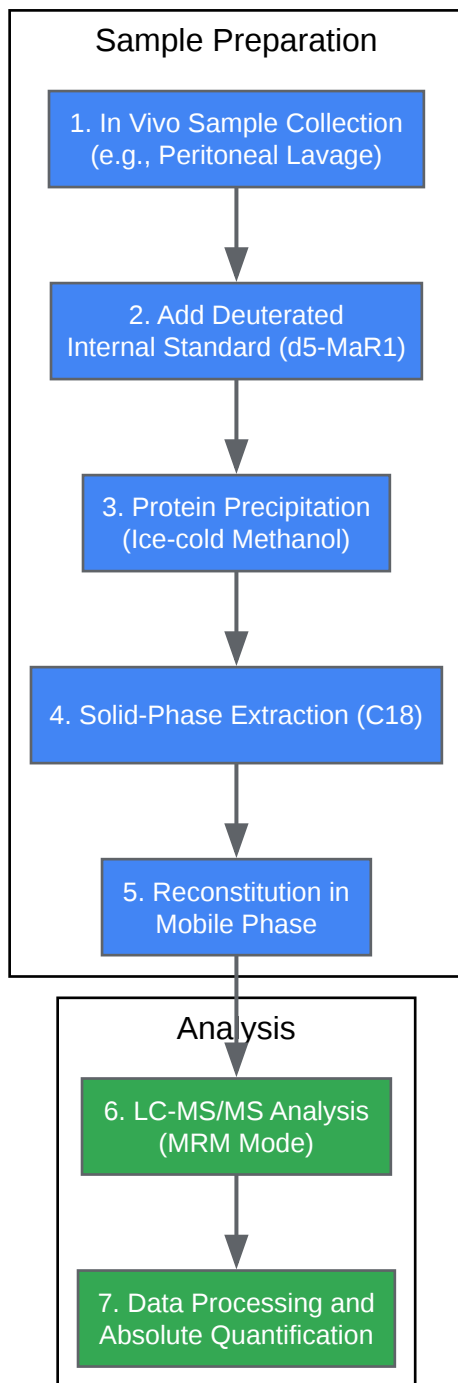 Sample Preparation
1. In Vivo Sample Collection
(e.g., Peritoneal Lavage)
2. Add Deuterated
Internal Standard (d5-MaR1)
3. Protein Precipitation
(Ice-cold Methanol)
4. Solid-Phase Extraction (C18)
5. Reconstitution in
Mobile Phase
Analysis
6. LC-MS/MS Analysis
(MRM Mode)
7. Data Processing and
Absolute Quantification